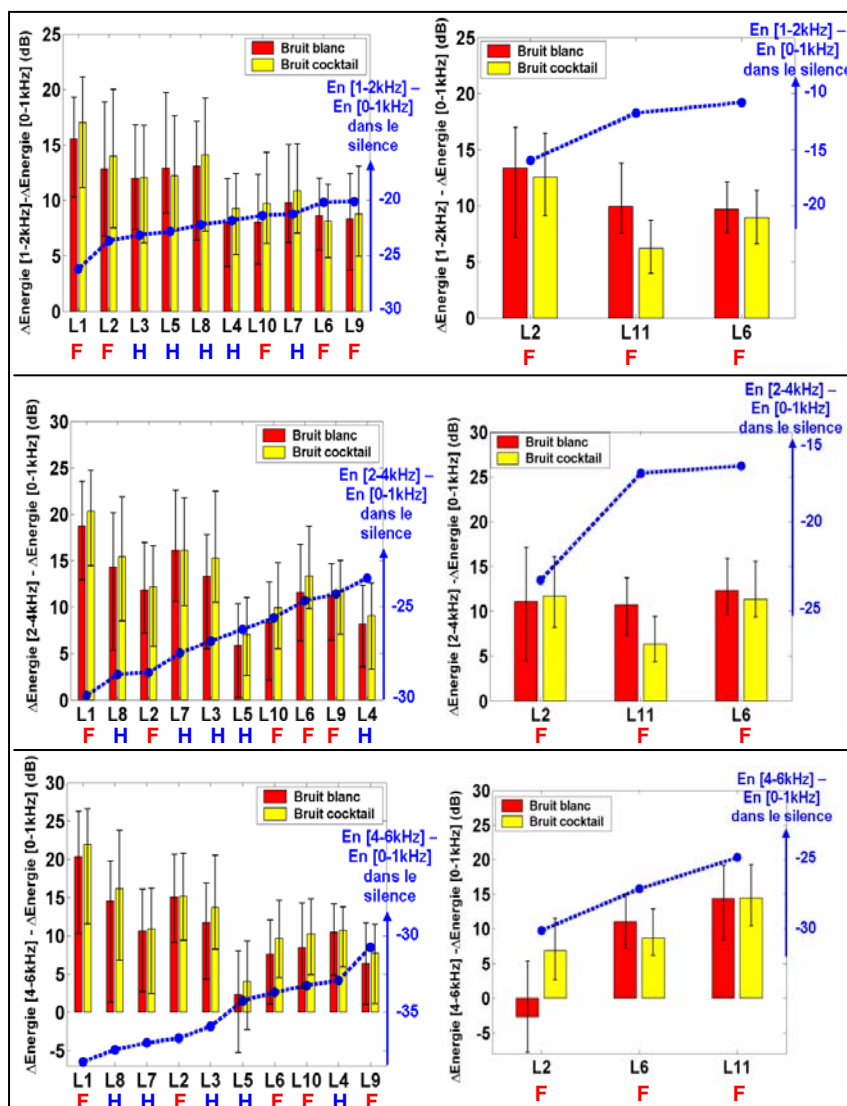 ΔEnergie [1-2kHz]-ΔEnergie [0-1kHz] (dB)
25
20
15
10
5
0
Bruit blanc
Bruit cocktail
En [1-2kHz] –
En [0-1kHz]
dans le
silence
-20
-25
-30
L1 L2 L3 L5 L8 L4 L10 L7 L6 L9
F F H H H H F H F F
ΔEnergie [1-2kHz] - ΔEnergie [0-1kHz] (dB)
25
20
15
10
5
0
Bruit blanc
Bruit cocktail
En [1-2kHz] –
En [0-1kHz]
dans le silence
-10
-15
-20
L2 L11 L6
F F F
ΔEnergie [2-4kHz] - ΔEnergie [0-1kHz] (dB)
30
25
20
15
10
5
0
Bruit blanc
Bruit cocktail
En [2-4kHz] –
En [0-1kHz]
dans le
silence
-25
-30
L1 L8 L2 L7 L3 L5 L10 L6 L9 L4
F H F H H H F F F H
ΔEnergie [2-4kHz] -ΔEnergie [0-1kHz] (dB)
30
25
20
15
10
5
0
Bruit blanc
Bruit cocktail
En [2-4kHz] –
En [0-1kHz]
dans le silence
-15
-20
-25
L2 L11 L6
F F F
ΔEnergie [4-6kHz] - ΔEnergie [0-1kHz] (dB)
30
25
20
15
10
5
0
-5
Bruit blanc
Bruit cocktail
En [4-6kHz] –
En [0-1kHz]
dans le
silence
-30
-35
L1 L8 L7 L2 L3 L5 L6 L10 L4 L9
F H H F H H F F H F
ΔEnergie [4-6kHz] -ΔEnergie [0-1kHz] (dB)
30
25
20
15
10
5
0
-5
Bruit blanc
Bruit cocktail
En [4-6kHz] –
En [0-1kHz]
dans le silence
-25
-30
L2 L6 L11
F F F